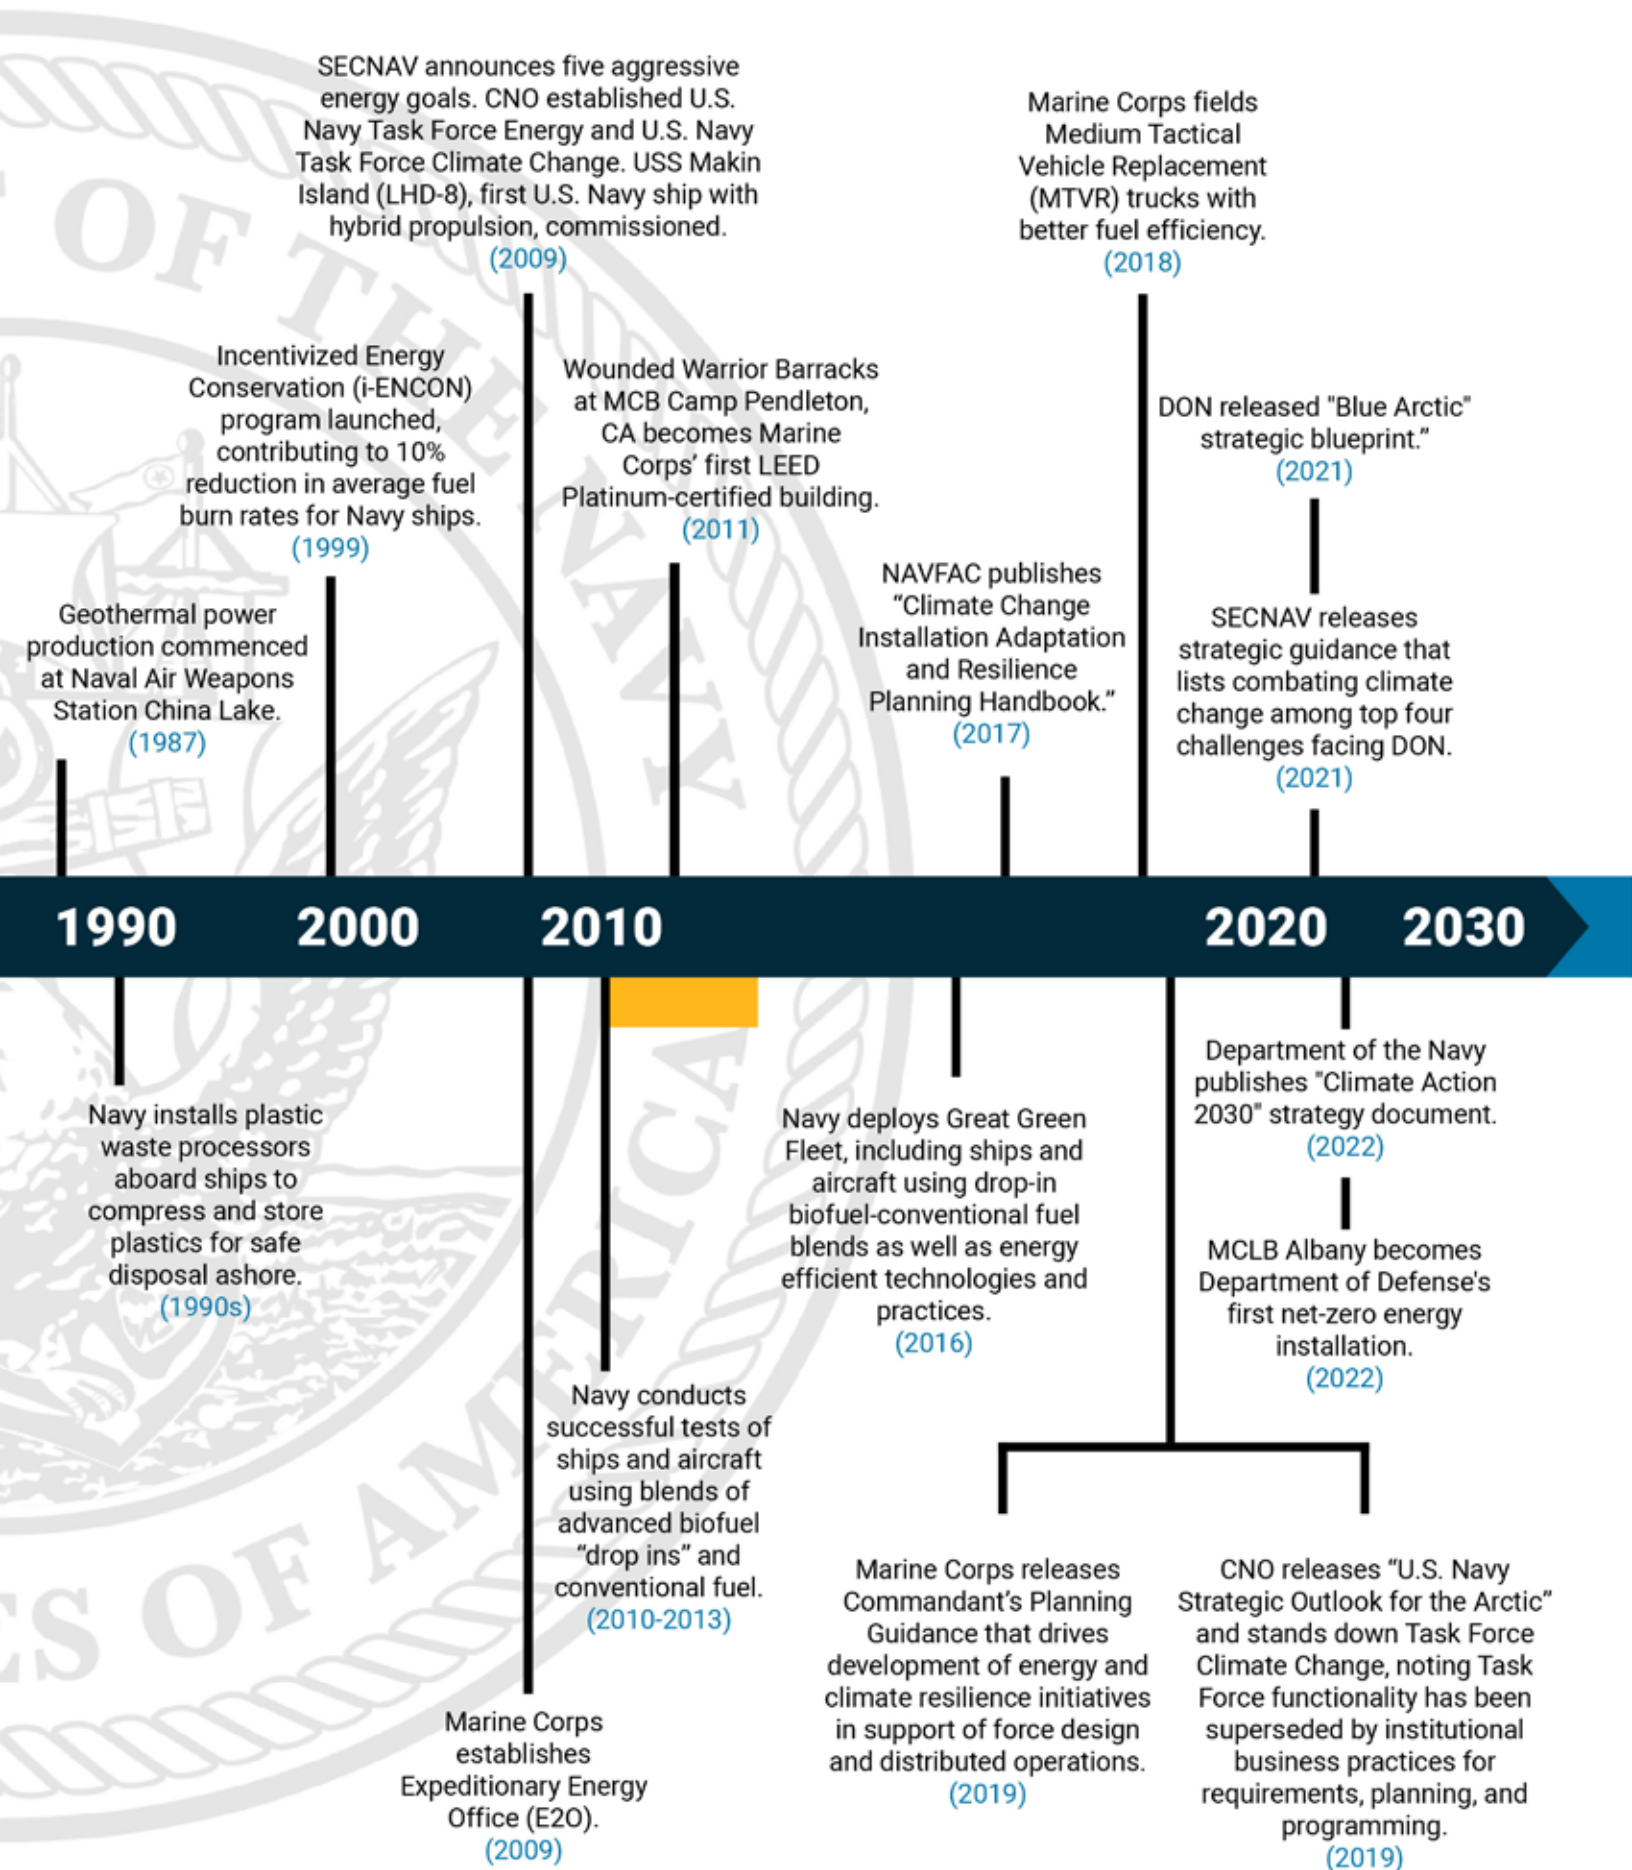 SECNAV announces five aggressive
energy goals. CNO established U.S.
Navy Task Force Energy and U.S. Navy
Task Force Climate Change. USS Makin
Island (LHD-8), first U.S. Navy ship with
hybrid propulsion, commissioned.
(2009)
Marine Corps fields
Medium Tactical
Vehicle Replacement
(MTVR) trucks with
better fuel efficiency.
(2018)
Incentivized Energy
Conservation (i-ENCON)
program launched,
contributing to 10%
reduction in average fuel
burn rates for Navy ships.
(1999)
Wounded Warrior Barracks
at MCB Camp Pendleton,
CA becomes Marine
Corps’ first LEED
Platinum-certified building.
(2011)
DON released "Blue Arctic"
strategic blueprint.”
(2021)
Geothermal power
production commenced
at Naval Air Weapons
Station China Lake.
(1987)
NAVFAC publishes
“Climate Change
Installation Adaptation
and Resilience
Planning Handbook.”
(2017)
SECNAV releases
strategic guidance that
lists combating climate
change among top four
challenges facing DON.
(2021)
1990 2000 2010 2020 2030
Navy installs plastic
waste processors
aboard ships to
compress and store
plastics for safe
disposal ashore.
(1990s)
Navy deploys Great Green
Fleet, including ships and
aircraft using drop-in
biofuel-conventional fuel
blends as well as energy
efficient technologies and
practices.
(2016)
Department of the Navy
publishes "Climate Action
2030" strategy document.
(2022)
MCLB Albany becomes
Department of Defense's
first net-zero energy
installation.
(2022)
Navy conducts
successful tests of
ships and aircraft
using blends of
advanced biofuel
“drop ins” and
conventional fuel.
(2010-2013)
Marine Corps
establishes
Expeditionary Energy
Office (E2O).
(2009)
Marine Corps releases
Commandant’s Planning
Guidance that drives
development of energy and
climate resilience initiatives
in support of force design
and distributed operations.
(2019)
CNO releases “U.S. Navy
Strategic Outlook for the Arctic”
and stands down Task Force
Climate Change, noting Task
Force functionality has been
superseded by institutional
business practices for
requirements, planning, and
programming.
(2019)
OF THE NAVY
ES OF AMERICA